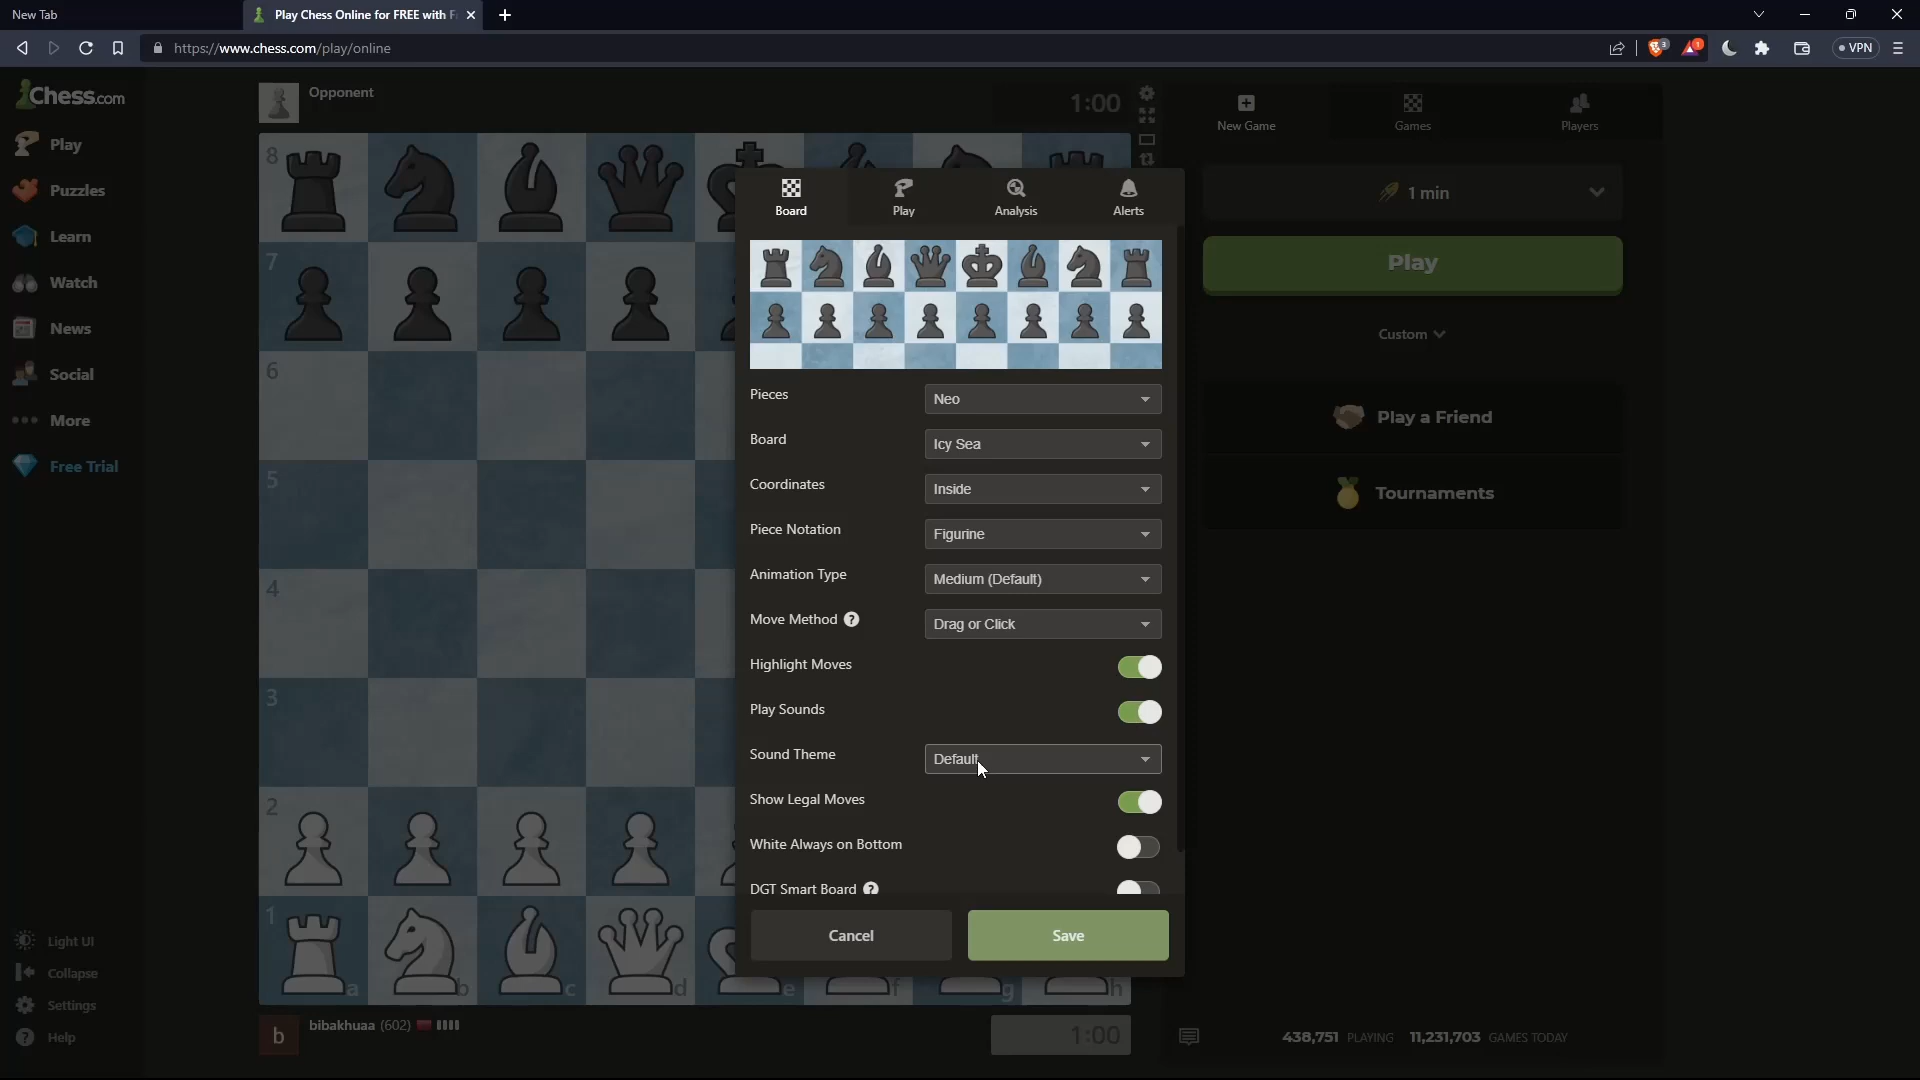 New Tab
Play Chess Online for FREE with F
https://www.chess.com/play/online
3
1
VPN
Chess.com
Play
Puzzles
Learn
Watch
News
Social
More
Free Trial
Light UI
Collapse
Settings
Help
Opponent
1:00
8
7
6
5
4
3
2
1
a
b
c
d
e
f
g
h
b
bibakhuaa (602)
1:00
Board
Play
Analysis
Alerts
Pieces
Neo
Board
Icy Sea
Coordinates
Inside
Piece Notation
Figurine
Animation Type
Medium (Default)
Move Method ?
Drag or Click
Highlight Moves
Play Sounds
Sound Theme
Default
Show Legal Moves
White Always on Bottom
DGT Smart Board ?
Cancel
Save
New Game
Games
Players
1 min
Play
Custom
Play a Friend
Tournaments
438,751 PLAYING 11,231,703 GAMES TODAY